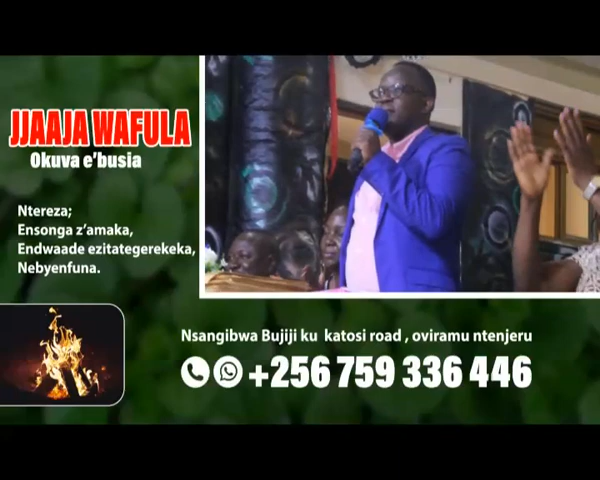 JJAAJA WAFULA
Okuva e'busia
Ntereza;
Ensonga z'amaka,
Endwaade ezitategerekeka,
Nebyenfuna.
Nsangibwa Bujiji ku katosi road , oviramu ntenjeru
+256 759 336 446